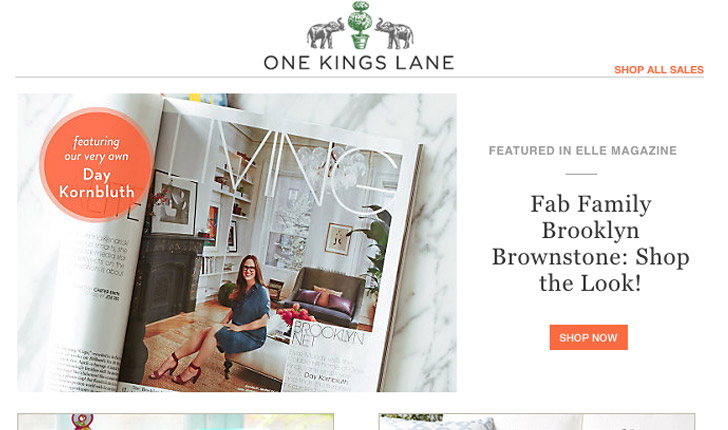 ONE KINGS LANE
SHOP ALL SALES
featuring
our very own
Day
Kornbluth
LIVING
BROOKLYN
NET
Day Kornbluth
FEATURED IN ELLE MAGAZINE
Fab Family
Brooklyn
Brownstone: Shop
the Look!
SHOP NOW